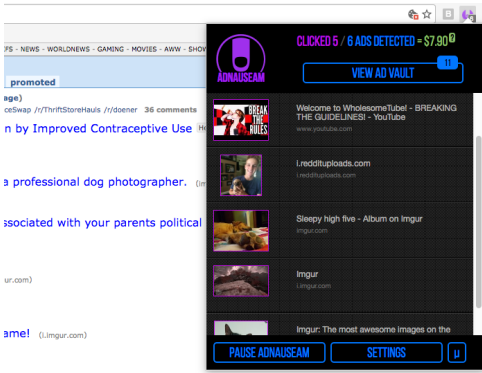 CLICKED 5 / 6 ADS DETECTED = $7.90 ?
VIEW AD VAULT
11
ADNAUSEAM
FS - NEWS - WORLDNEWS - GAMING - MOVIES - AWW - SHOW
promoted
age)
ceSwap /r/ThriftStoreHauls /r/doener 36 comments
n by Improved Contraceptive Use
a professional dog photographer. (im
ssociated with your parents political
ur.com)
ame! (i.imgur.com)
BREAK
THE
RULES
Welcome to WholesomeTube! - BREAKING
THE GUIDELINES! - YouTube
www.youtube.com
i.reddituploads.com
i.reddituploads.com
Sleepy high five - Album on Imgur
imgur.com
Imgur
i.imgur.com
Imgur: The most awesome images on the
PAUSE ADNAUSEAM
SETTINGS
µ